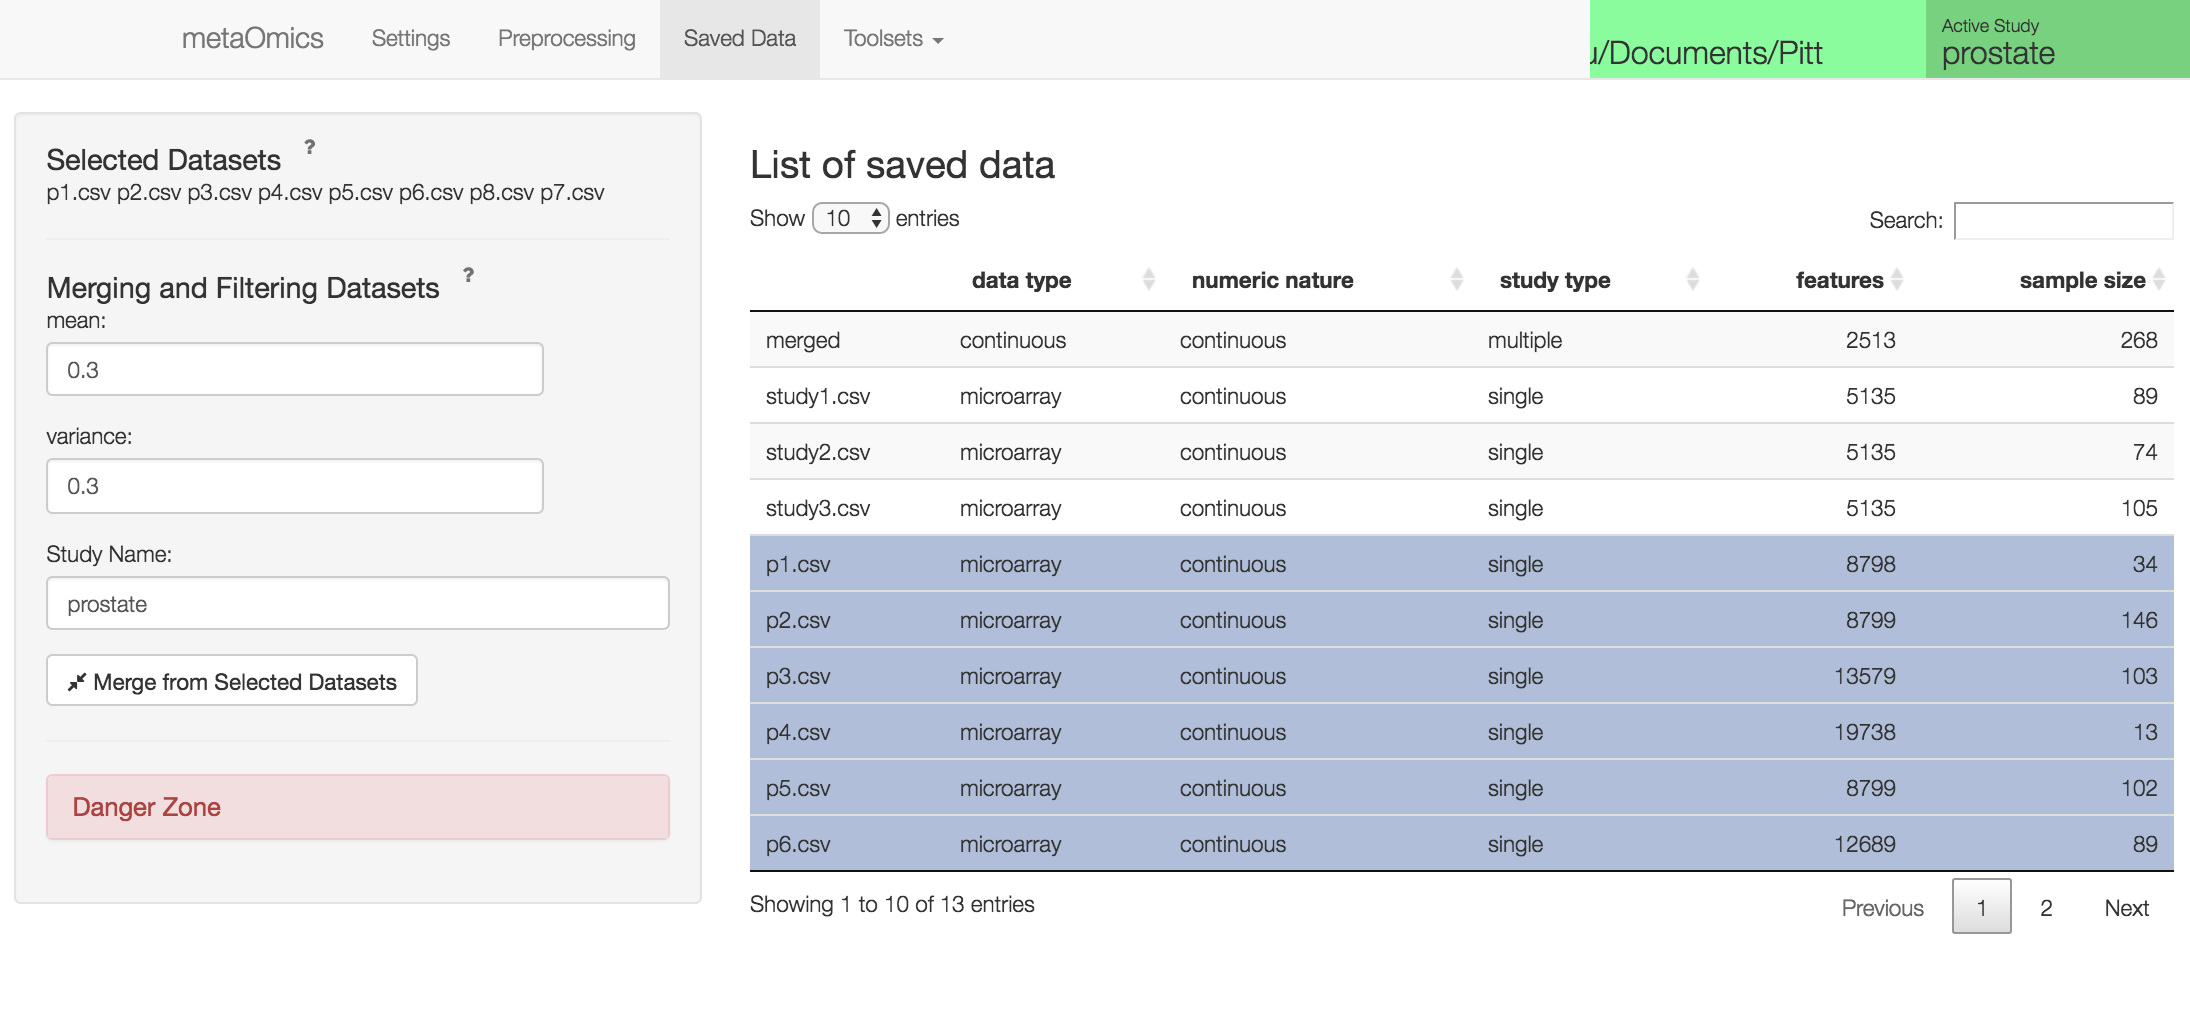 metaOmics Settings Preprocessing Saved Data Toolsets
/Documents/Pitt
Active Study
prostate
Selected Datasets ?
p1.csv p2.csv p3.csv p4.csv p5.csv p6.csv p8.csv p7.csv
Merging and Filtering Datasets ?
mean:
0.3
variance:
0.3
Study Name:
prostate
Merge from Selected Datasets
Danger Zone
List of saved data
Show 10 entries
Search:
data type numeric nature study type features sample size
merged continuous continuous multiple 2513 268
study1.csv microarray continuous single 5135 89
study2.csv microarray continuous single 5135 74
study3.csv microarray continuous single 5135 105
p1.csv microarray continuous single 8798 34
p2.csv microarray continuous single 8799 146
p3.csv microarray continuous single 13579 103
p4.csv microarray continuous single 19738 13
p5.csv microarray continuous single 8799 102
p6.csv microarray continuous single 12689 89
Showing 1 to 10 of 13 entries
Previous 1 2 Next